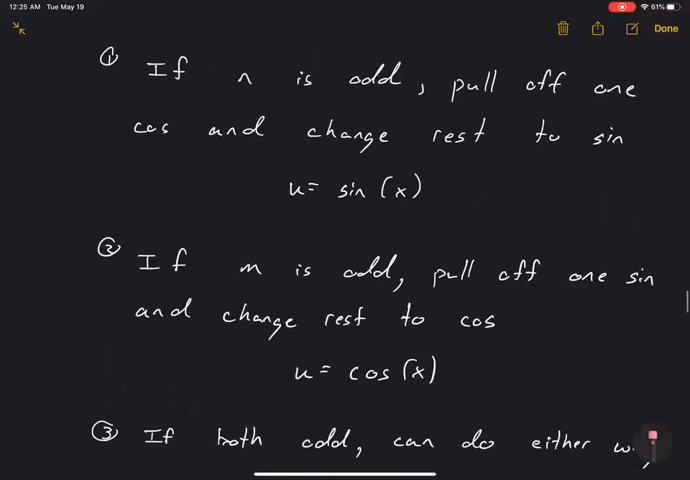 12:25 AM Tue May 19
61%
Done
① If n is odd, pull off one
cos and change rest to sin
u = sin(x)
② If m is odd, pull off one sin
and change rest to cos
u = cos(x)
③ If both odd, can do either